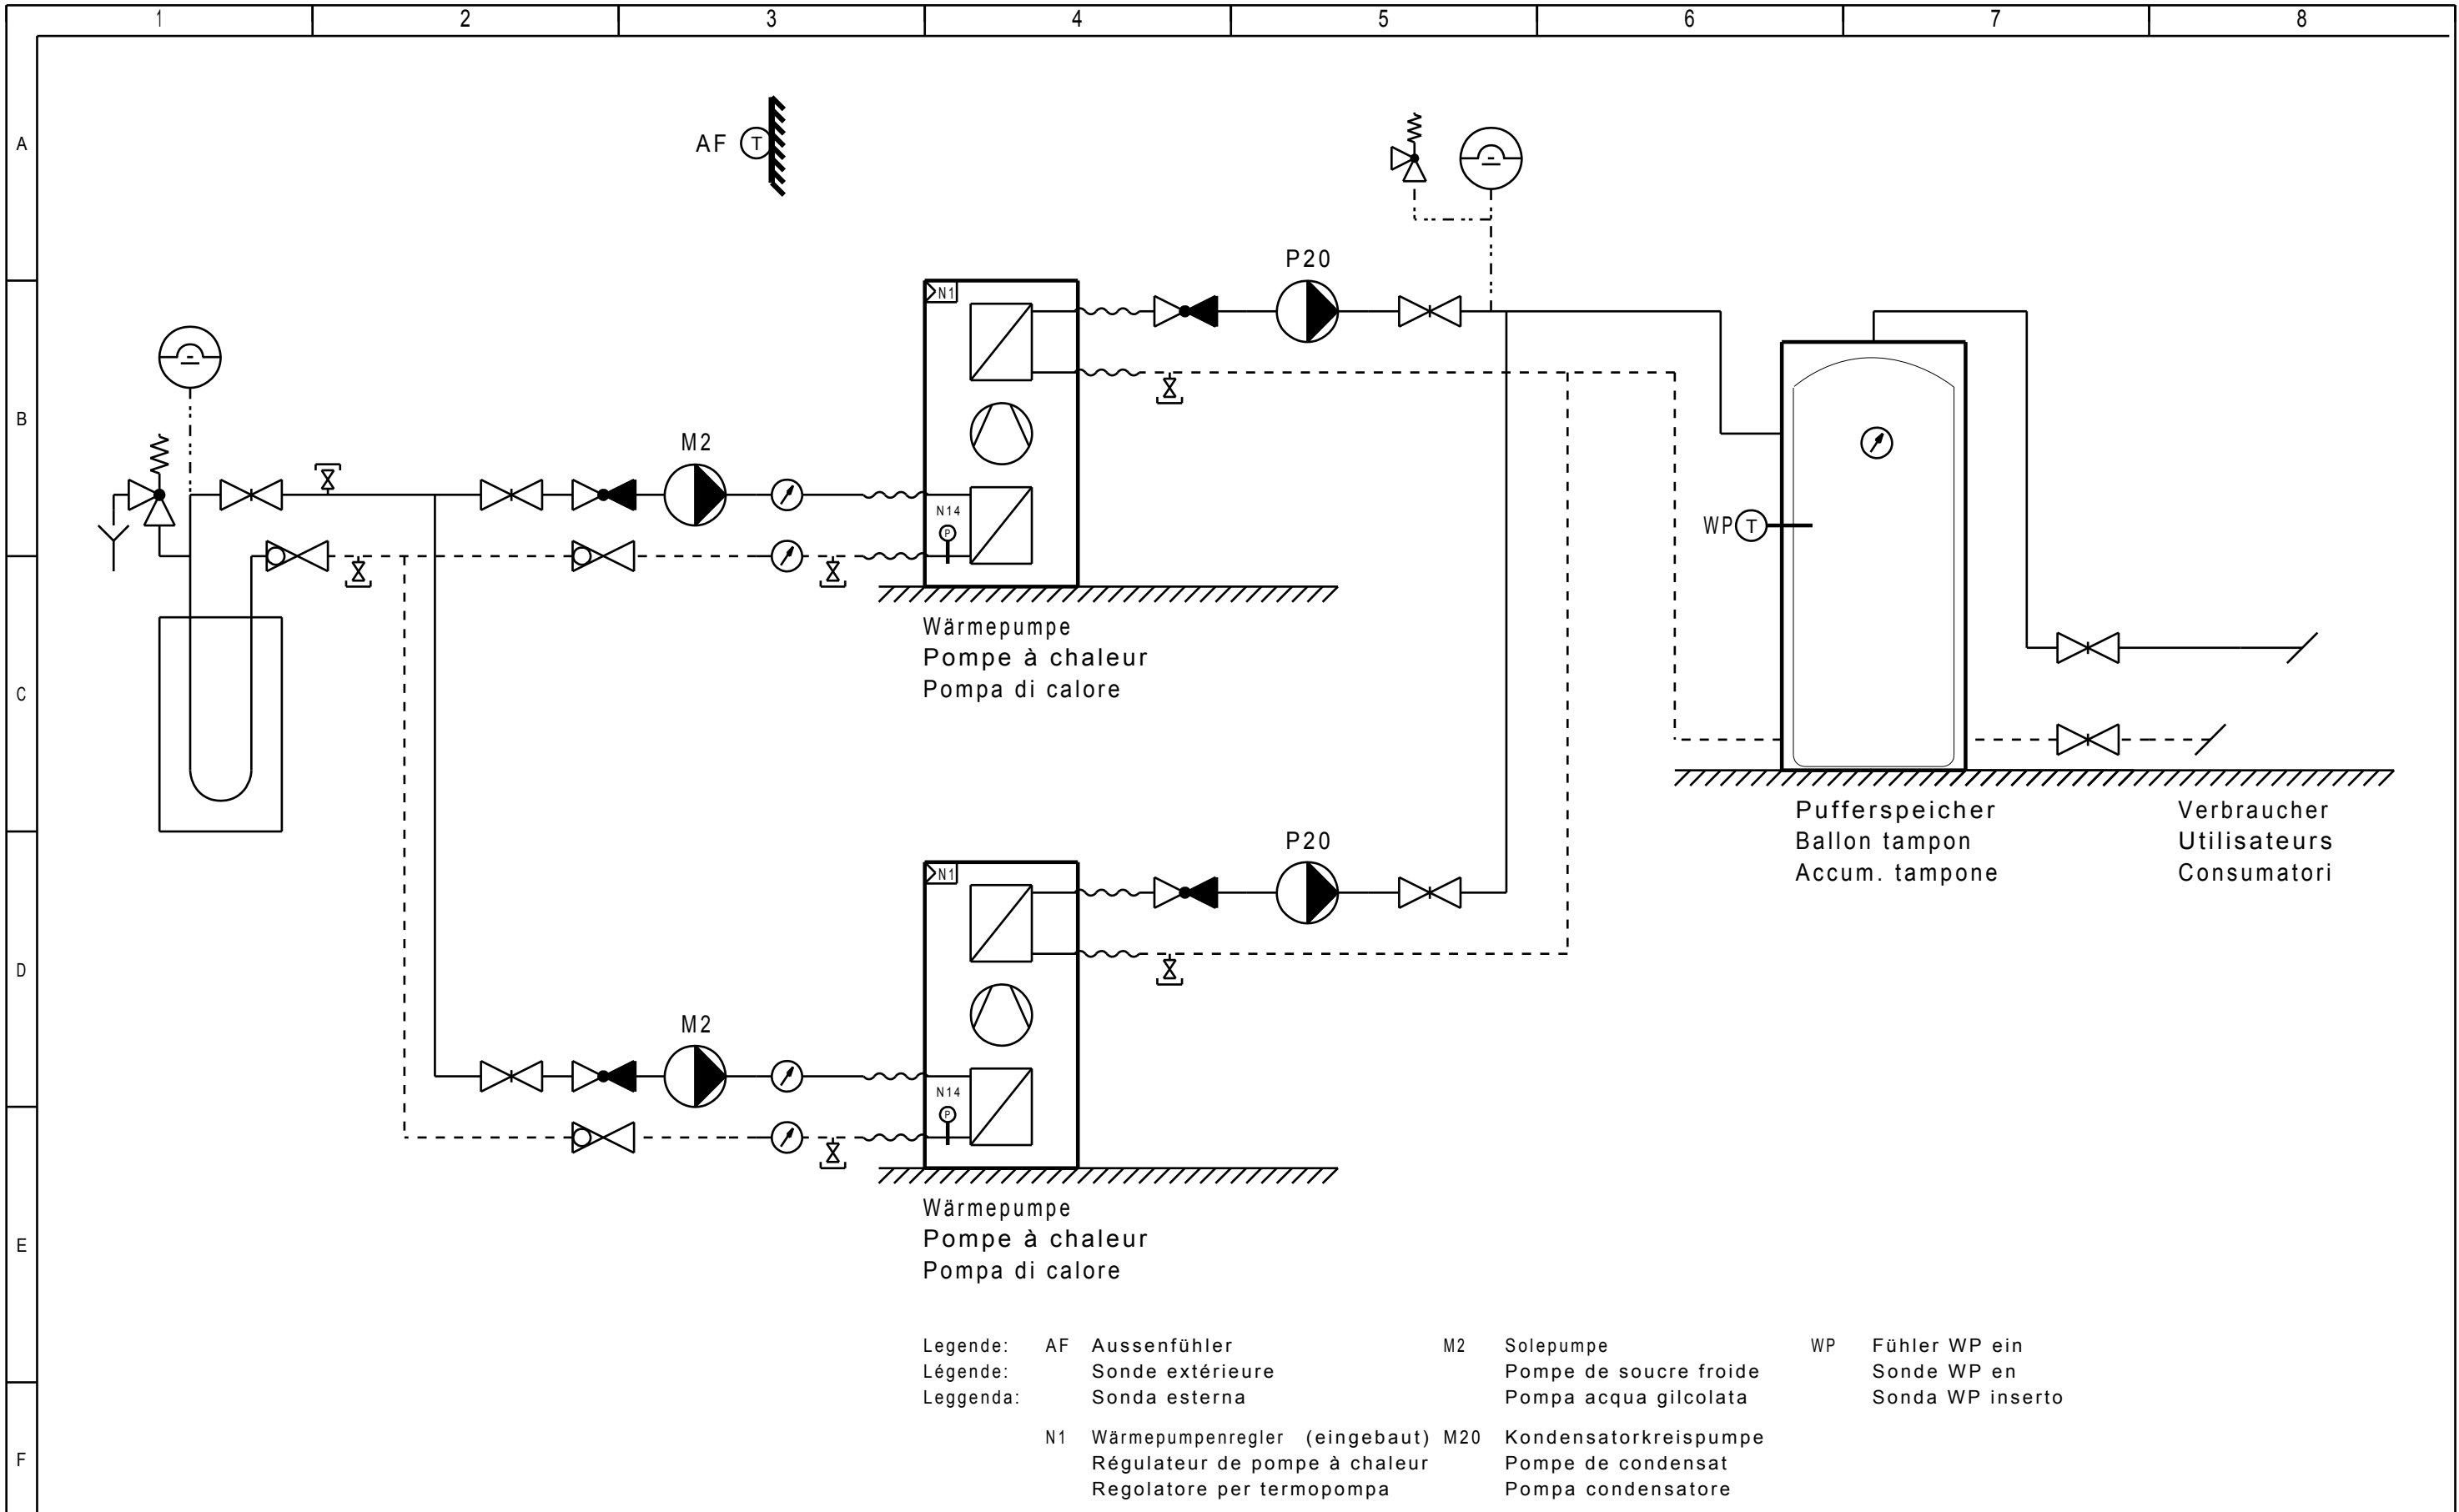 1 2 3 4 5 6 7 8
A
AF T
P20
N1
B
M2
N14
P
WP T
Wärmepumpe
Pompe à chaleur
Pompa di calore
C
Pufferspeicher
Ballon tampon
Accum. tampone
Verbraucher
Utilisateurs
Consumatori
P20
N1
D
M2
N14
P
Wärmepumpe
Pompe à chaleur
Pompa di calore
E
Legende: AF Aussenfühler M2 Solepumpe WP Fühler WP ein
Légende: Sonde extérieure Pompe de soucre froide Sonde WP en
Leggenda: Sonda esterna Pompa acqua gilcolata Sonda WP inserto
N1 Wärmepumpenregler (eingebaut) M20 Kondensatorkreispumpe
F
Régulateur de pompe à chaleur Pompe de condensat
Regolatore per termopompa Pompa condensatore